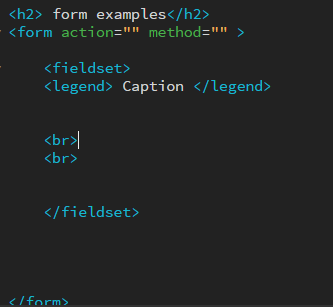 <h2> form examples</h2>
<form action="" method="" >
<fieldset>
<legend> Caption </legend>
<br>
<br>
</fieldset>
</form>